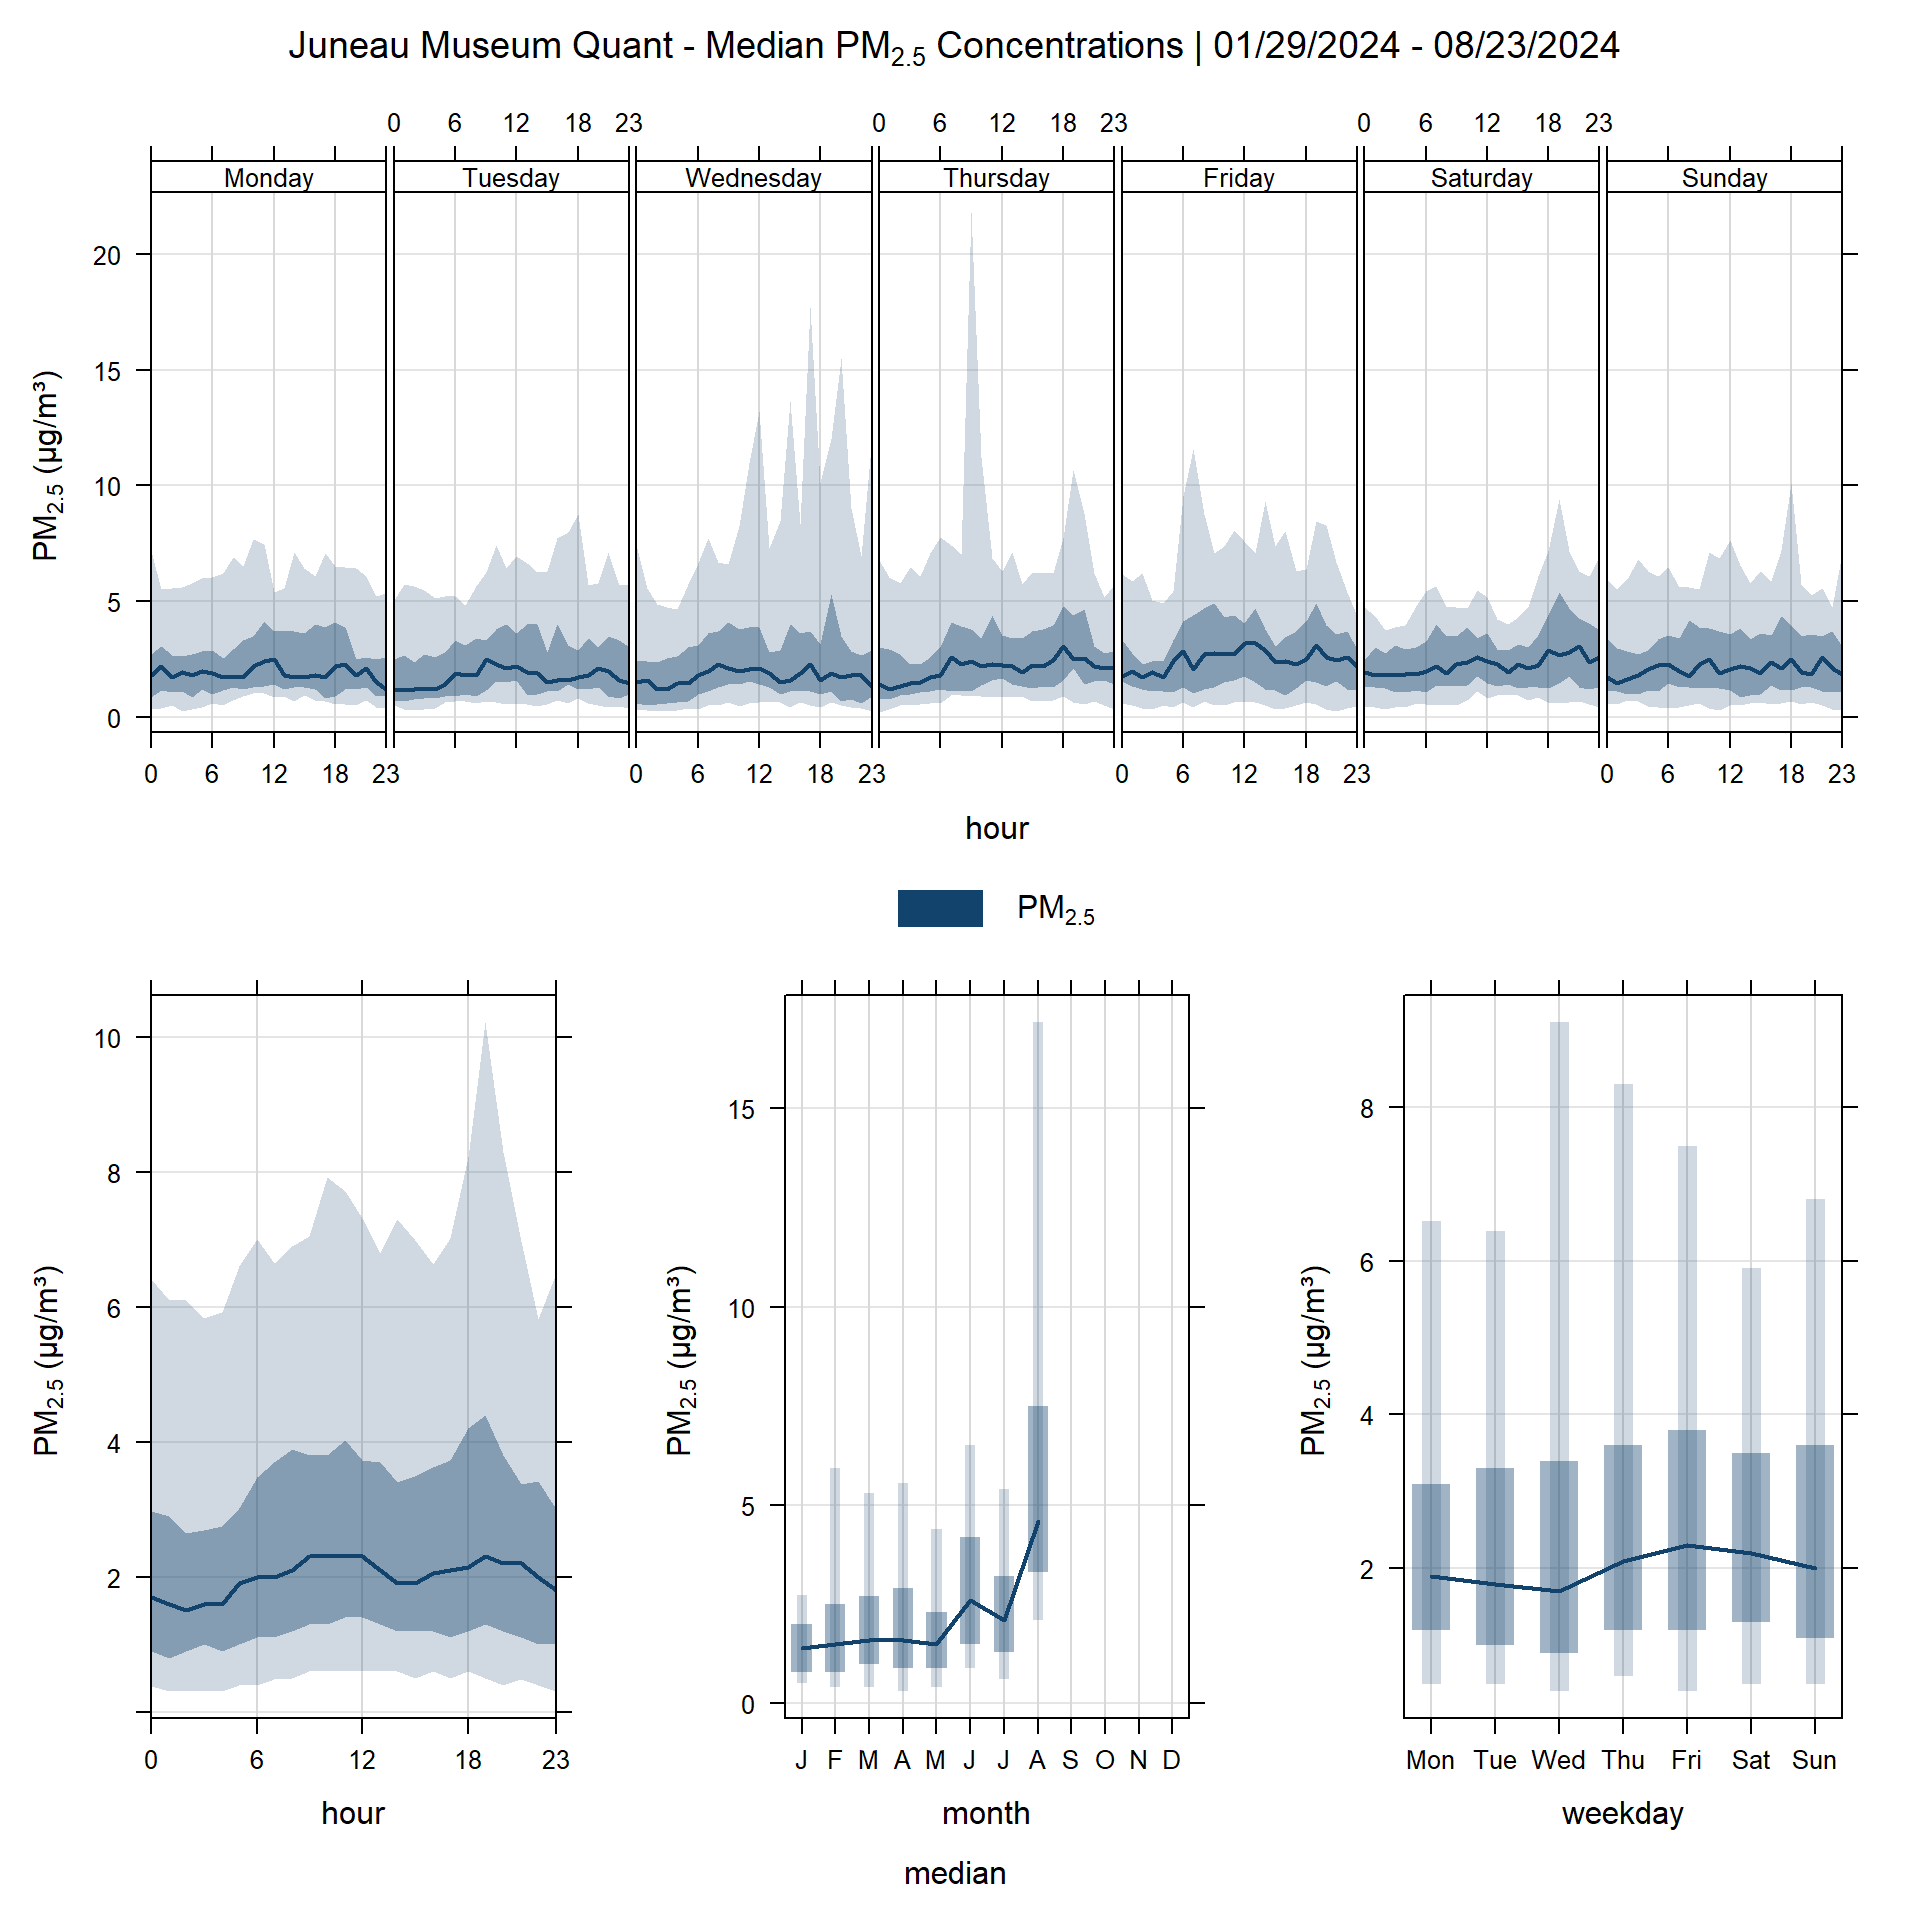 Juneau Museum Quant - Median PM2.5 Concentrations | 01/29/2024 - 08/23/2024
0 6 12 18 23 0 6 12 18 23 0 6 12 18 23
Monday Tuesday Wednesday Thursday Friday Saturday Sunday
PM2.5 (µg/m³)
20
15
10
5
0
0 6 12 18 23 0 6 12 18 23 0 6 12 18 23 0 6 12 18 23
hour
PM2.5
PM2.5 (µg/m³)
10
8
6
4
2
0 6 12 18 23
hour
PM2.5 (µg/m³)
15
10
5
0
J F M A M J J A S O N D
month
PM2.5 (µg/m³)
8
6
4
2
Mon Tue Wed Thu Fri Sat Sun
weekday
median